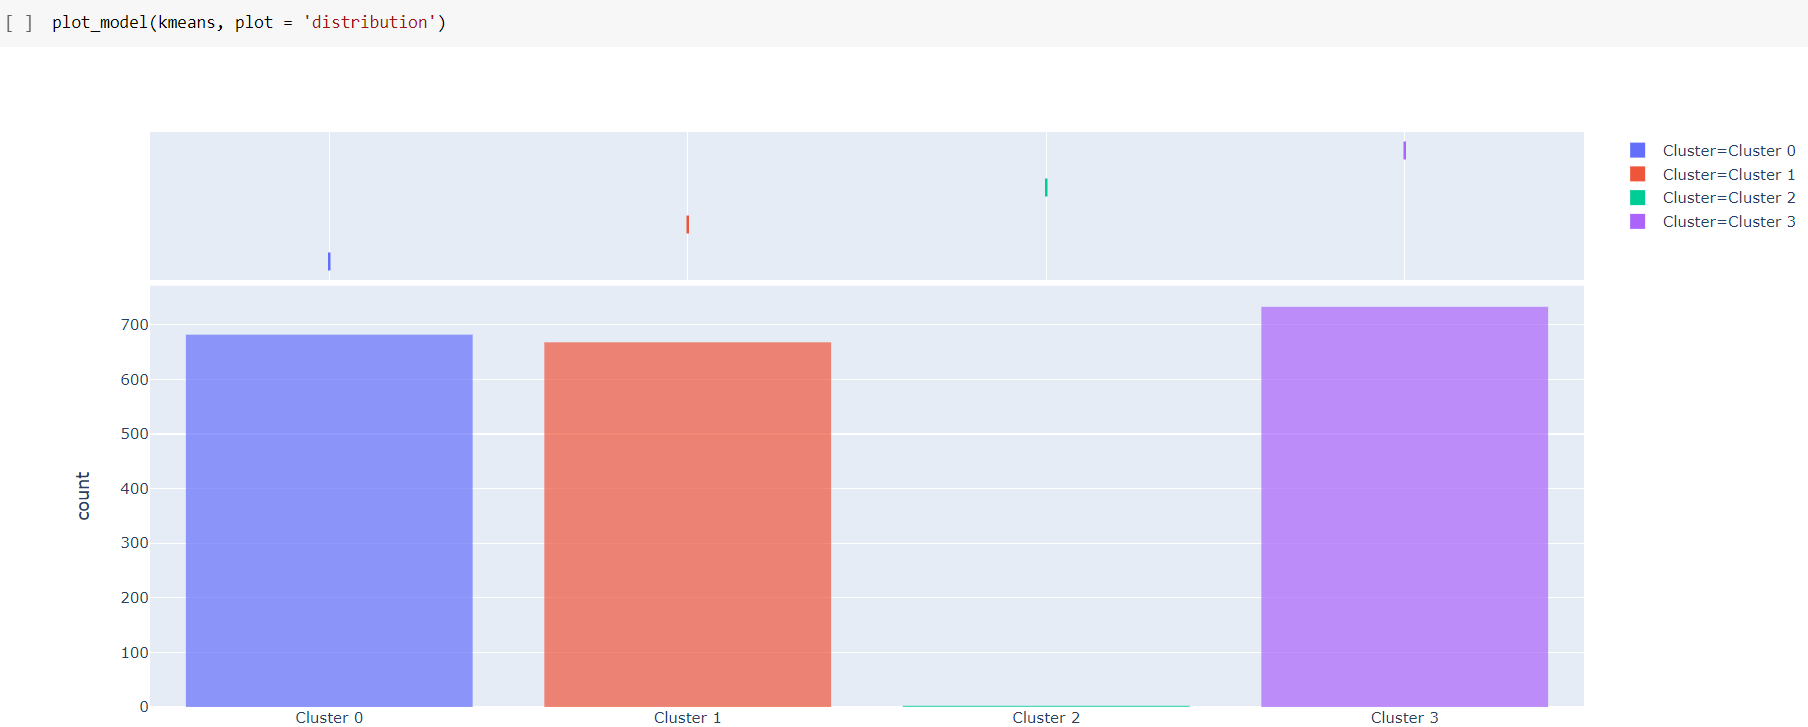 [ ] plot_model(kmeans, plot = 'distribution')
Cluster=Cluster 0
Cluster=Cluster 1
Cluster=Cluster 2
Cluster=Cluster 3
700
600
500
400
300
200
100
0
count
Cluster 0 Cluster 1 Cluster 2 Cluster 3